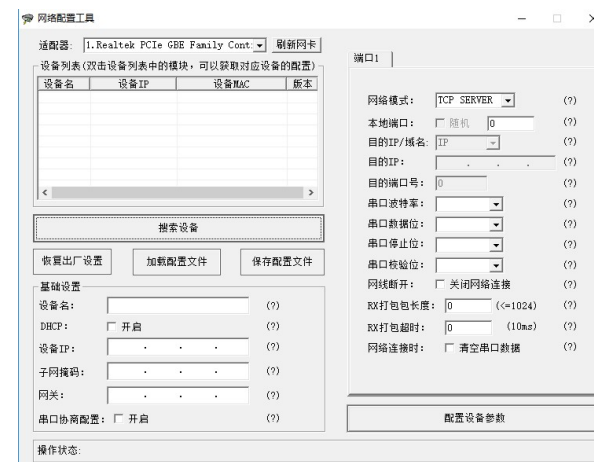 网络配置工具
适配器: 1.Realtek PCIe GBE Family Cont: 刷新网卡
设备列表(双击设备列表中的模块，可以获取对应设备的配置)
设备名 设备IP 设备MAC 版本
搜索设备
恢复出厂设置 加载配置文件 保存配置文件
基础设置
设备名: (?)
DHCP: 开启 (?)
设备IP: . . . (?)
子网掩码: . . . (?)
网关: . . . (?)
串口协商配置: 开启 (?)
端口1
网络模式: TCP SERVER (?)
本地端口: 随机 0 (?)
目的IP/域名: IP (?)
目的IP: . . . (?)
目的端口号: 0 (?)
串口波特率: (?)
串口数据位: (?)
串口停止位: (?)
串口校验位: (?)
网线断开: 关闭网络连接 (?)
RX打包包长度: 0 (<=1024) (?)
RX打包超时: 0 (10ms) (?)
网络连接时: 清空串口数据 (?)
配置设备参数
操作状态: